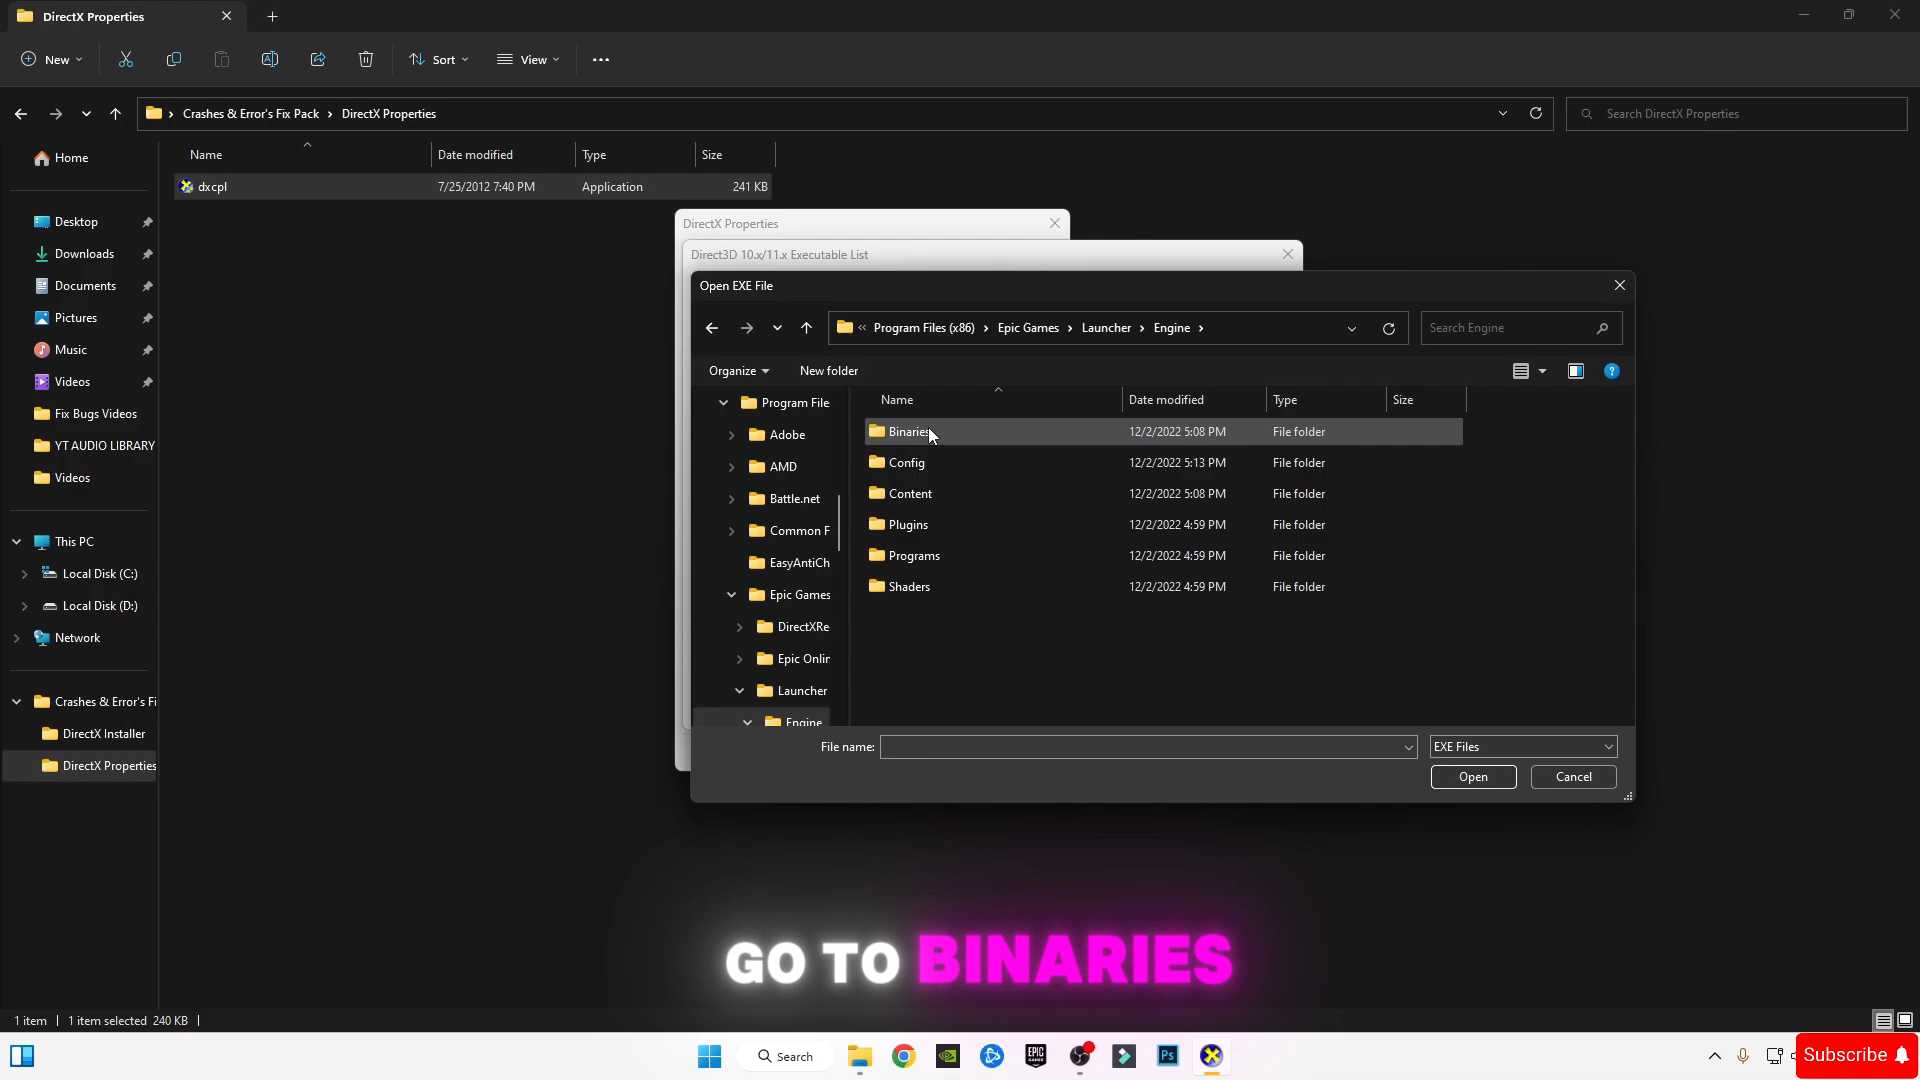 DirectX Properties
New
Sort
View
Crashes & Error's Fix Pack > DirectX Properties
Search DirectX Properties
Name
Date modified
Type
Size
dxcpl
7/25/2012 7:40 PM
Application
241 KB
Home
Desktop
Downloads
Documents
Pictures
Music
Videos
Fix Bugs Videos
YT AUDIO LIBRARY
Videos
This PC
Local Disk (C:)
Local Disk (D:)
Network
Crashes & Error's Fi
DirectX Installer
DirectX Properties
DirectX Properties
Direct3D 10.x/11.x Executable List
Open EXE File
« Program Files (x86) > Epic Games > Launcher > Engine >
Search Engine
Organize
New folder
Program File
Adobe
AMD
Battle.net
Common F
EasyAntiCh
Epic Games
DirectXRe
Epic Onlin
Launcher
Engine
Name
Date modified
Type
Size
Binaries
12/2/2022 5:08 PM
File folder
Config
12/2/2022 5:13 PM
File folder
Content
12/2/2022 5:08 PM
File folder
Plugins
12/2/2022 4:59 PM
File folder
Programs
12/2/2022 4:59 PM
File folder
Shaders
12/2/2022 4:59 PM
File folder
File name:
EXE Files
Open
Cancel
GO TO BINARIES
1 item
1 item selected 240 KB
Search
EPIC GAMES
Ps
Subscribe